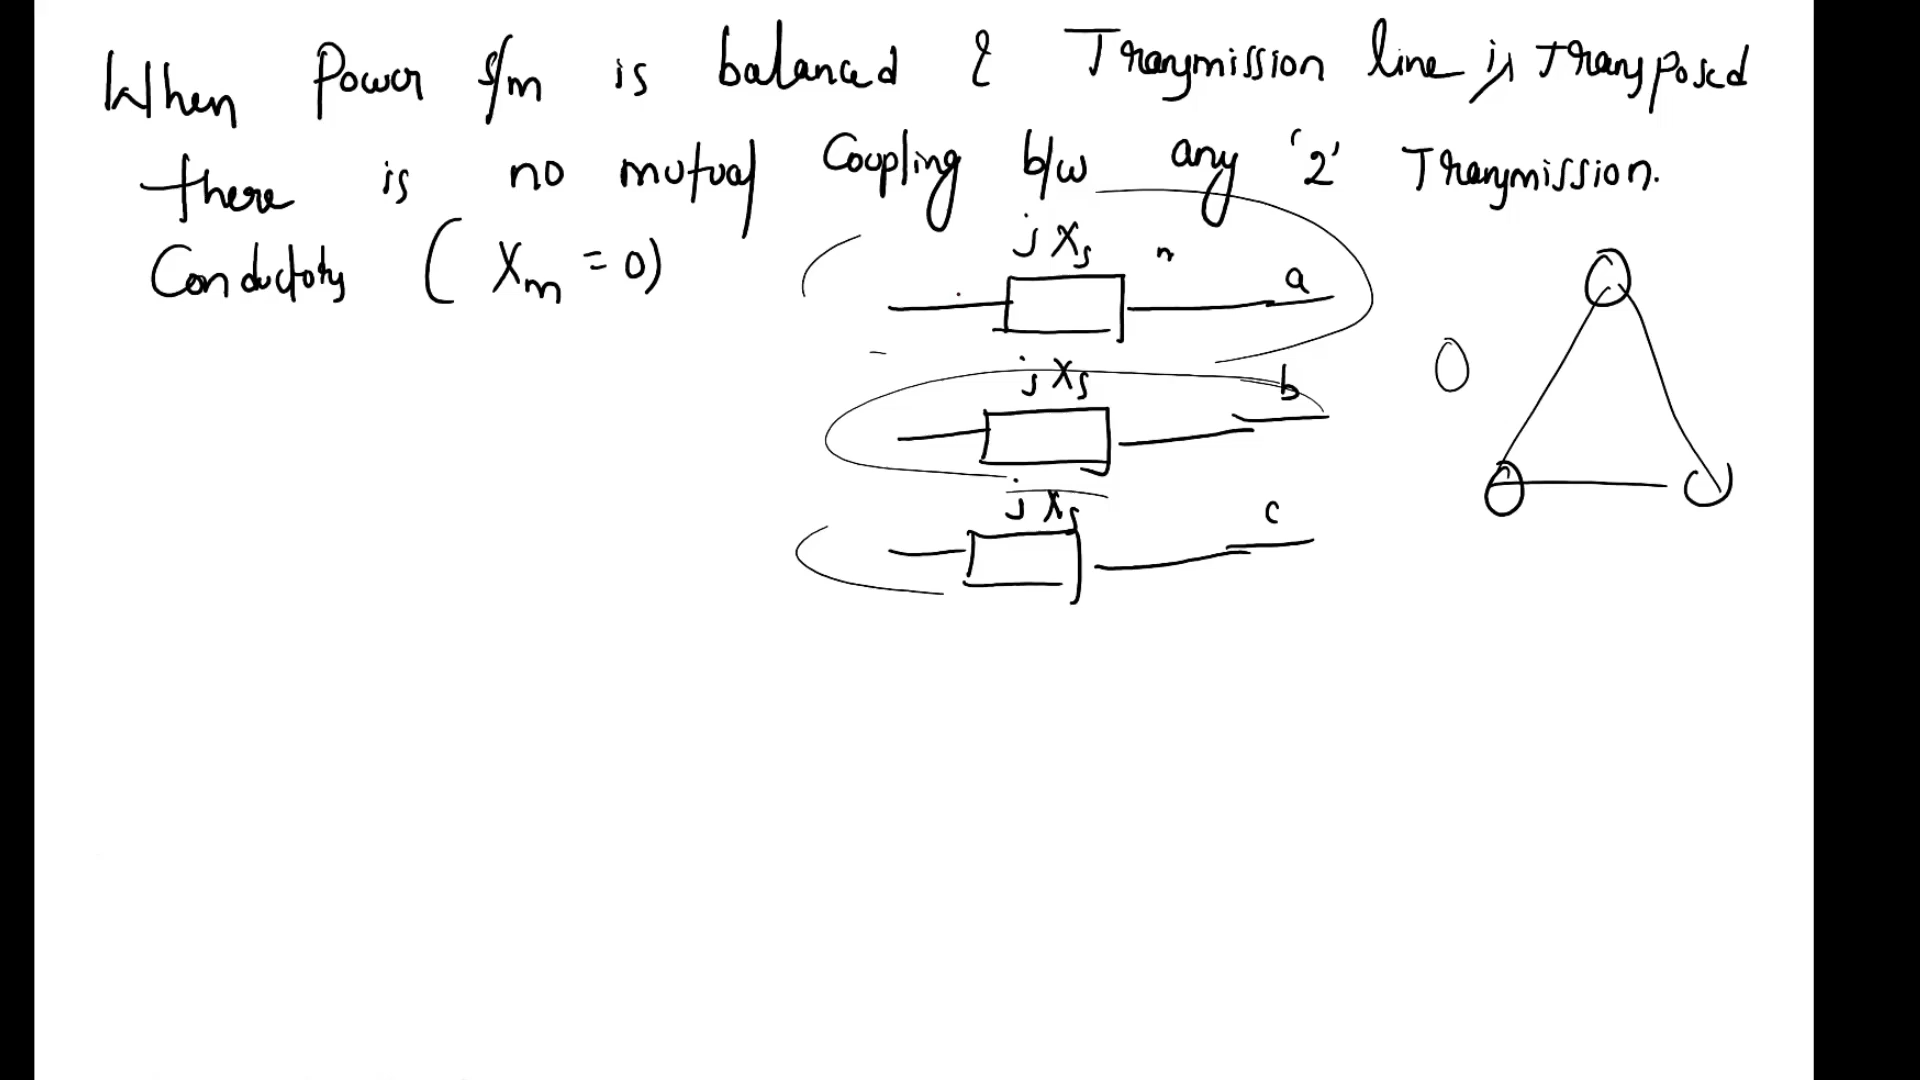 When Power s/m is balanced & Transmission line is transposed
there is no mutual Coupling b/w any '2' Transmission.
Conductors ( Xm = 0)
j Xs
a
j Xs
b
j Xs
c